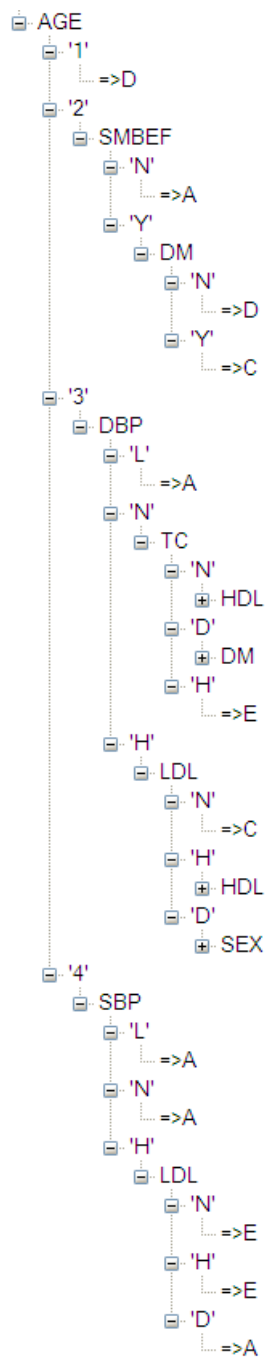 AGE
'1'
=>D
'2'
SMBEF
'N'
=>A
'Y'
DM
'N'
=>D
'Y'
=>C
'3'
DBP
'L'
=>A
'N'
TC
'N'
HDL
'D'
DM
'H'
=>E
'H'
LDL
'N'
=>C
'H'
HDL
'D'
SEX
'4'
SBP
'L'
=>A
'N'
=>A
'H'
LDL
'N'
=>E
'H'
=>E
'D'
=>A